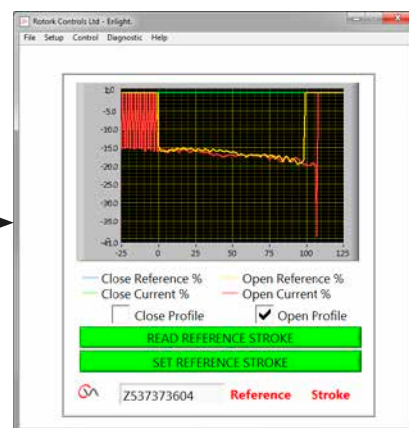 Rotork Controls Ltd - Enlight.
File Setup Control Diagnostic Help
1.0
-5.0
-10.0
-15.0
-20.0
-25.0
-30.0
-35.0
-41.0
-25 0 25 50 75 100 125
Close Reference % Open Reference %
Close Current % Open Current %
Close Profile Open Profile
READ REFERENCE STROKE
SET REFERENCE STROKE
Z537373604 Reference Stroke